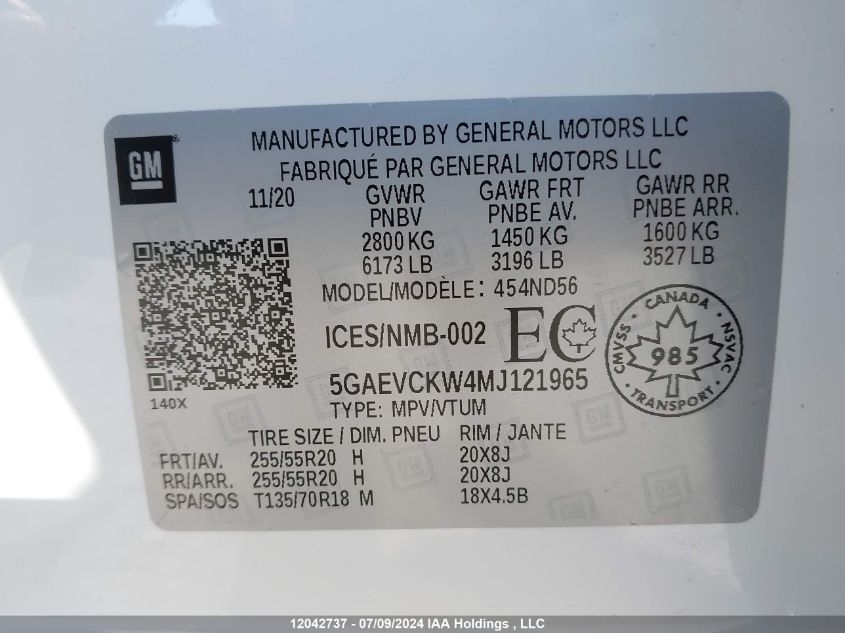 MANUFACTURED BY GENERAL MOTORS LLC
FABRIQUÉ PAR GENERAL MOTORS LLC
GM
11/20 GVWR GAWR FRT GAWR RR
PNBV PNBE AV. PNBE ARR.
2800 KG 1450 KG 1600 KG
6173 LB 3196 LB 3527 LB
MODEL/MODÈLE: 454ND56
ICES/NMB-002 EC
CANADA
CMVSS 985 NSVAC
TRANSPORT
5GAEVCKW4MJ121965
140X
TYPE: MPV/VTUM
TIRE SIZE / DIM. PNEU RIM / JANTE
FRT/AV. 255/55R20 H 20X8J
RR/ARR. 255/55R20 H 20X8J
SPA/SOS T135/70R18 M 18X4.5B
GM
12042737 - 07/09/2024 IAA Holdings , LLC